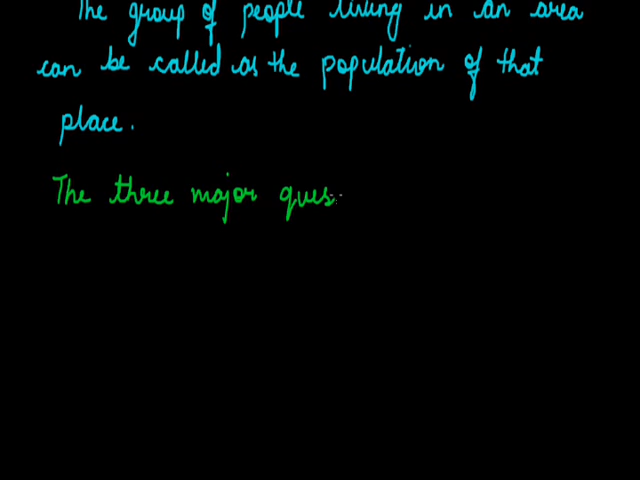 The group of people living in an area
can be called as the population of that
place.
The three major ques